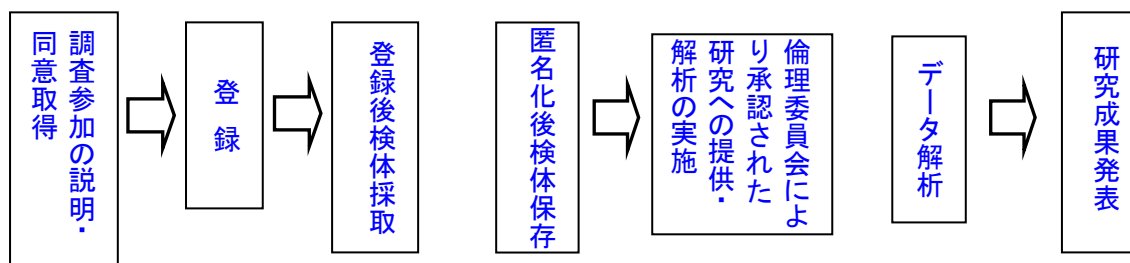 調査参加の説明・
同意取得
登録
登録後検体採取
匿名化後検体保存
倫理委員会によ
り承認された
研究への提供・
解析の実施
データ解析
研究成果発表